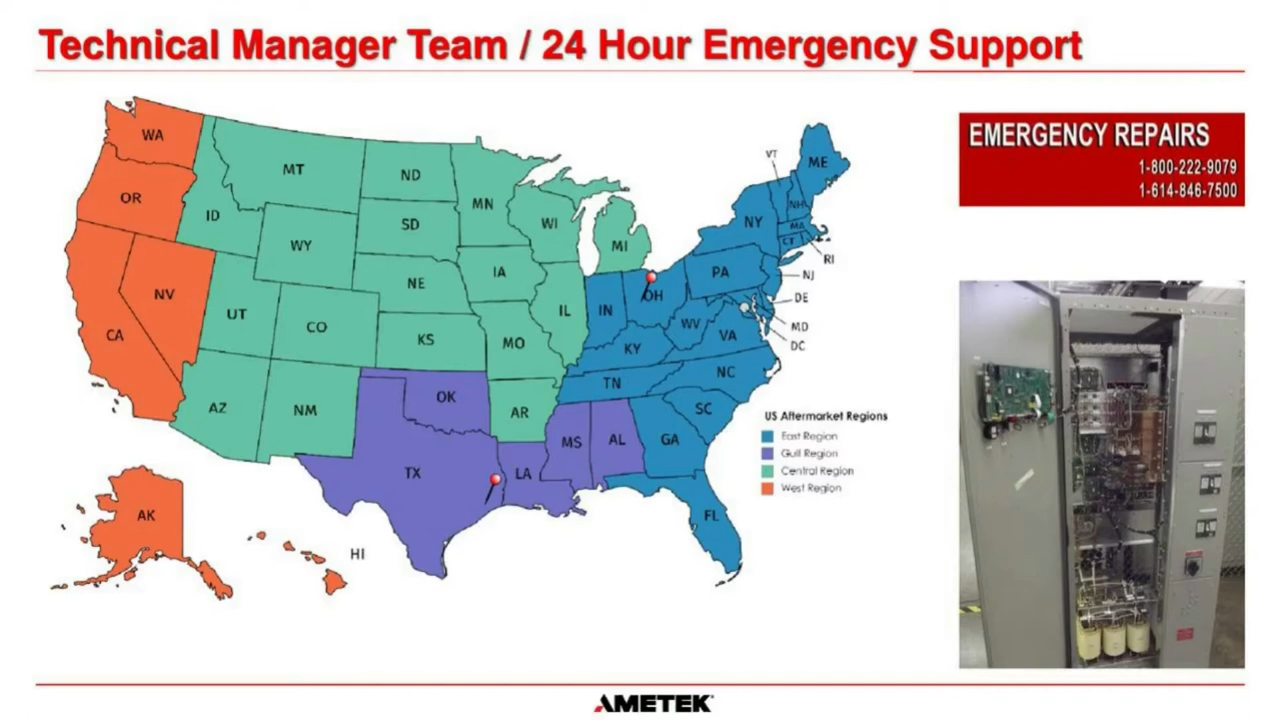 Technical Manager Team / 24 Hour Emergency Support
EMERGENCY REPAIRS
1-800-222-9079
1-614-846-7500
WA
OR
CA
NV
ID
MT
WY
UT
CO
AZ
NM
ND
SD
NE
KS
OK
TX
MN
IA
MO
AR
LA
WI
IL
MI
IN
OH
KY
TN
MS
AL
GA
FL
SC
NC
VA
WV
PA
NY
VT
NH
ME
MA
CT
RI
NJ
DE
MD
DC
AK
HI
US Aftermarket Regions
East Region
Gulf Region
Central Region
West Region
AMETEK